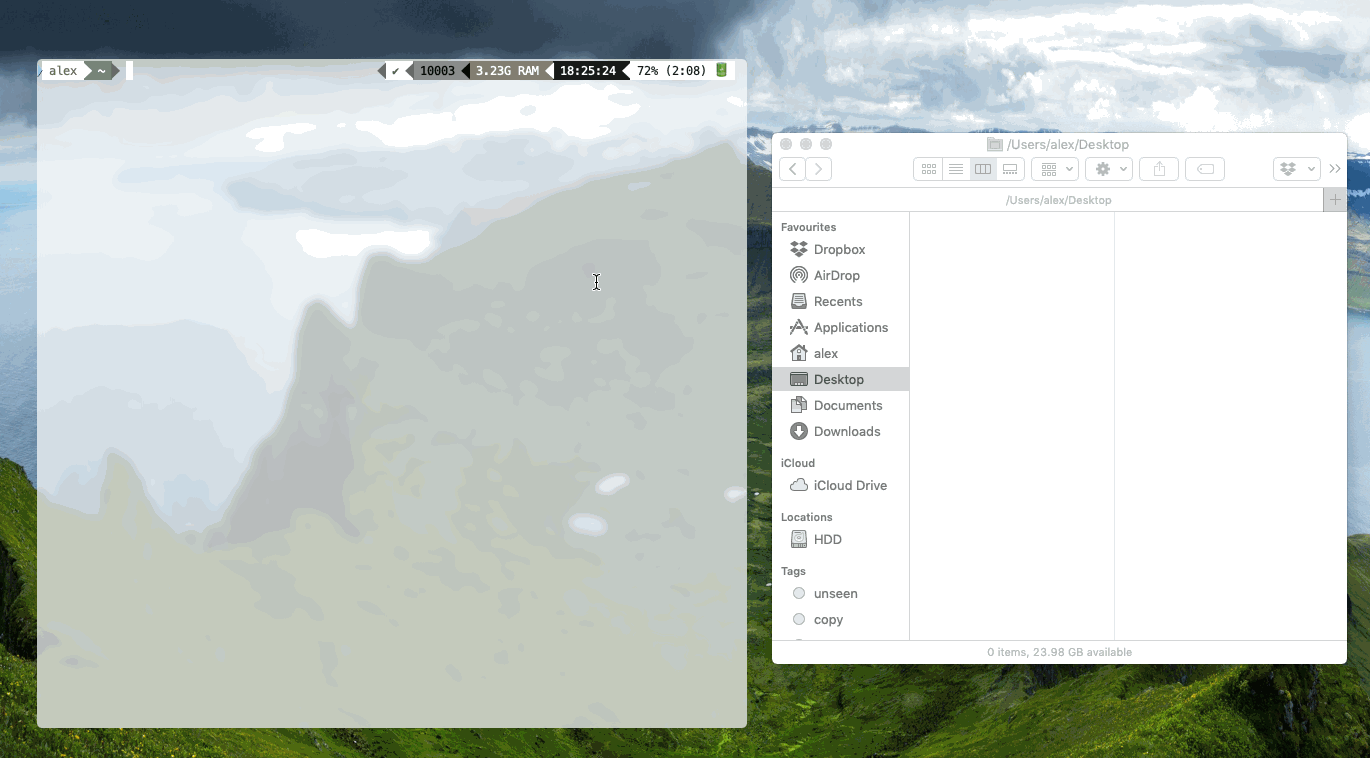 alex ~ ✔ 10003 3.23G RAM 18:25:24 72% (2:08)
/Users/alex/Desktop
/Users/alex/Desktop
Favourites
Dropbox
AirDrop
Recents
Applications
alex
Desktop
Documents
Downloads
iCloud
iCloud Drive
Locations
HDD
Tags
unseen
copy
0 items, 23.98 GB available